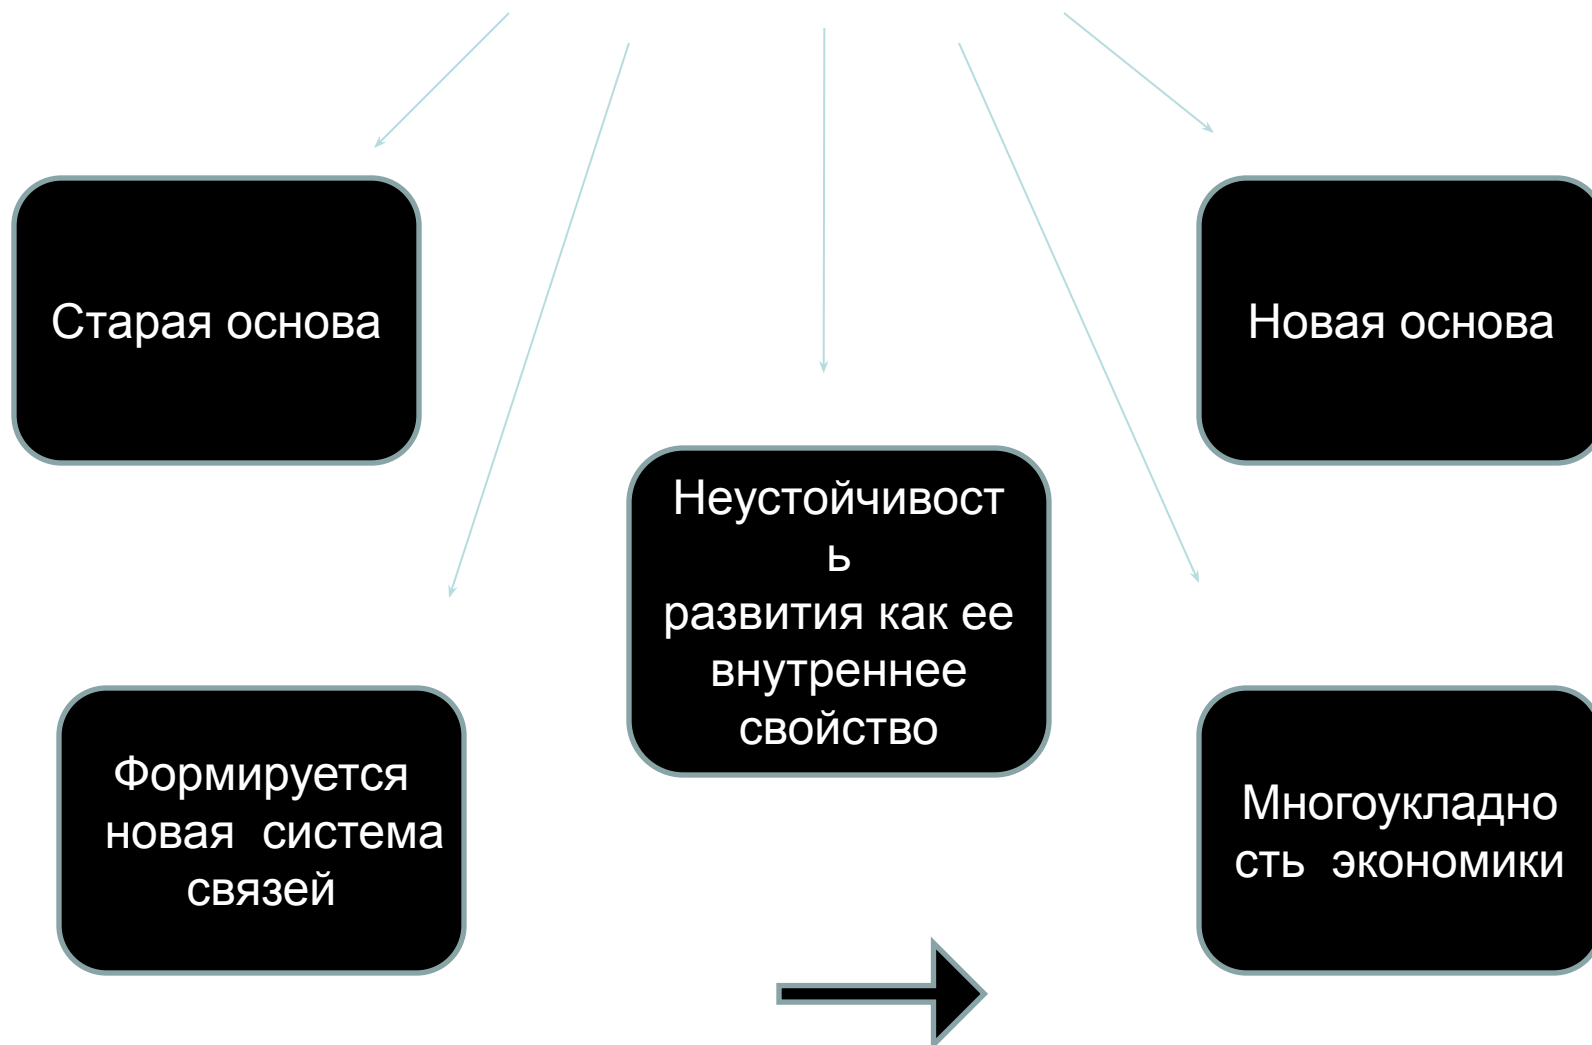 Старая основа
Новая основа
Неустойчивост
ь
развития как ее
внутреннее
свойство
Формируется
новая система
связей
Многоукладно
сть экономики